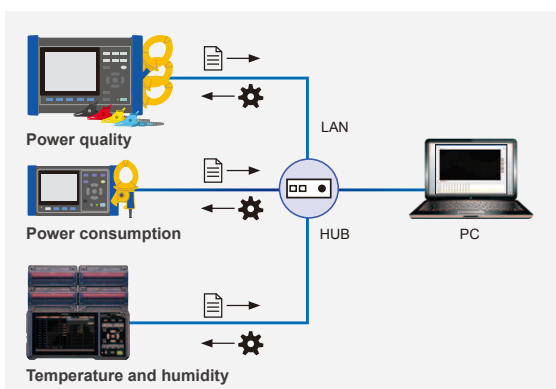 Power quality
LAN
Power consumption
HUB
PC
Temperature and humidity